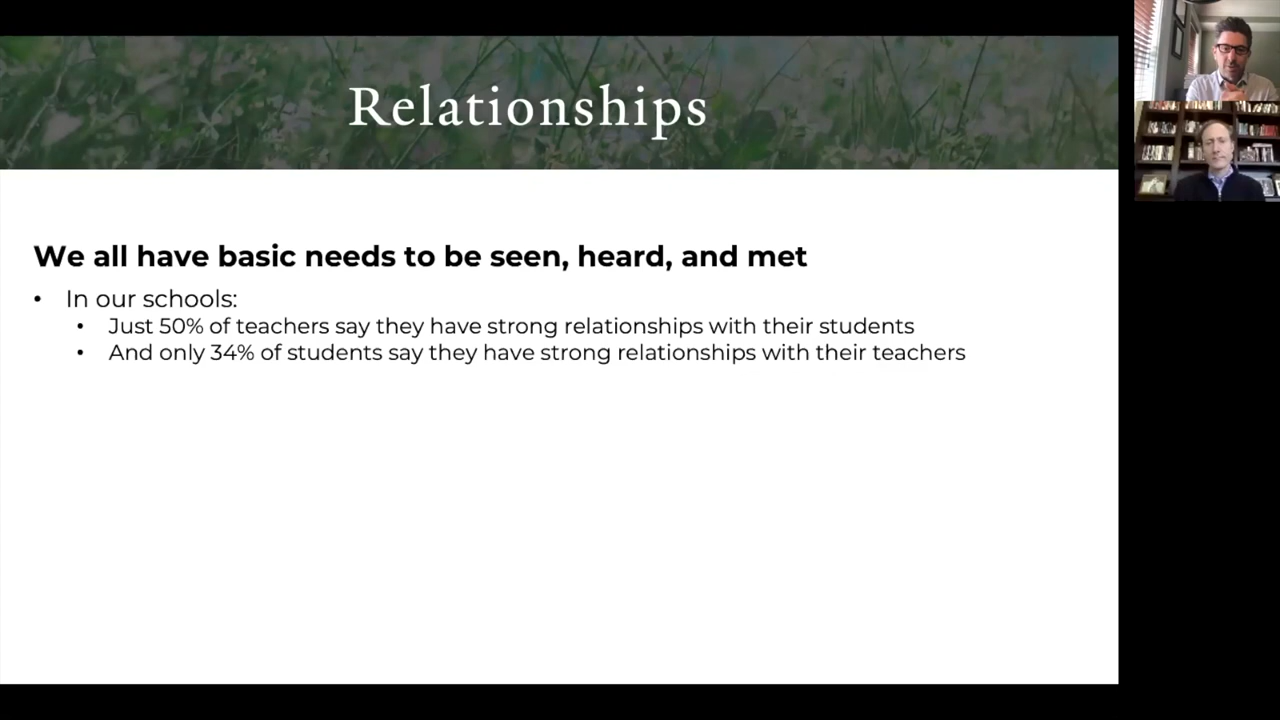 Relationships
We all have basic needs to be seen, heard, and met
• In our schools:
• Just 50% of teachers say they have strong relationships with their students
• And only 34% of students say they have strong relationships with their teachers